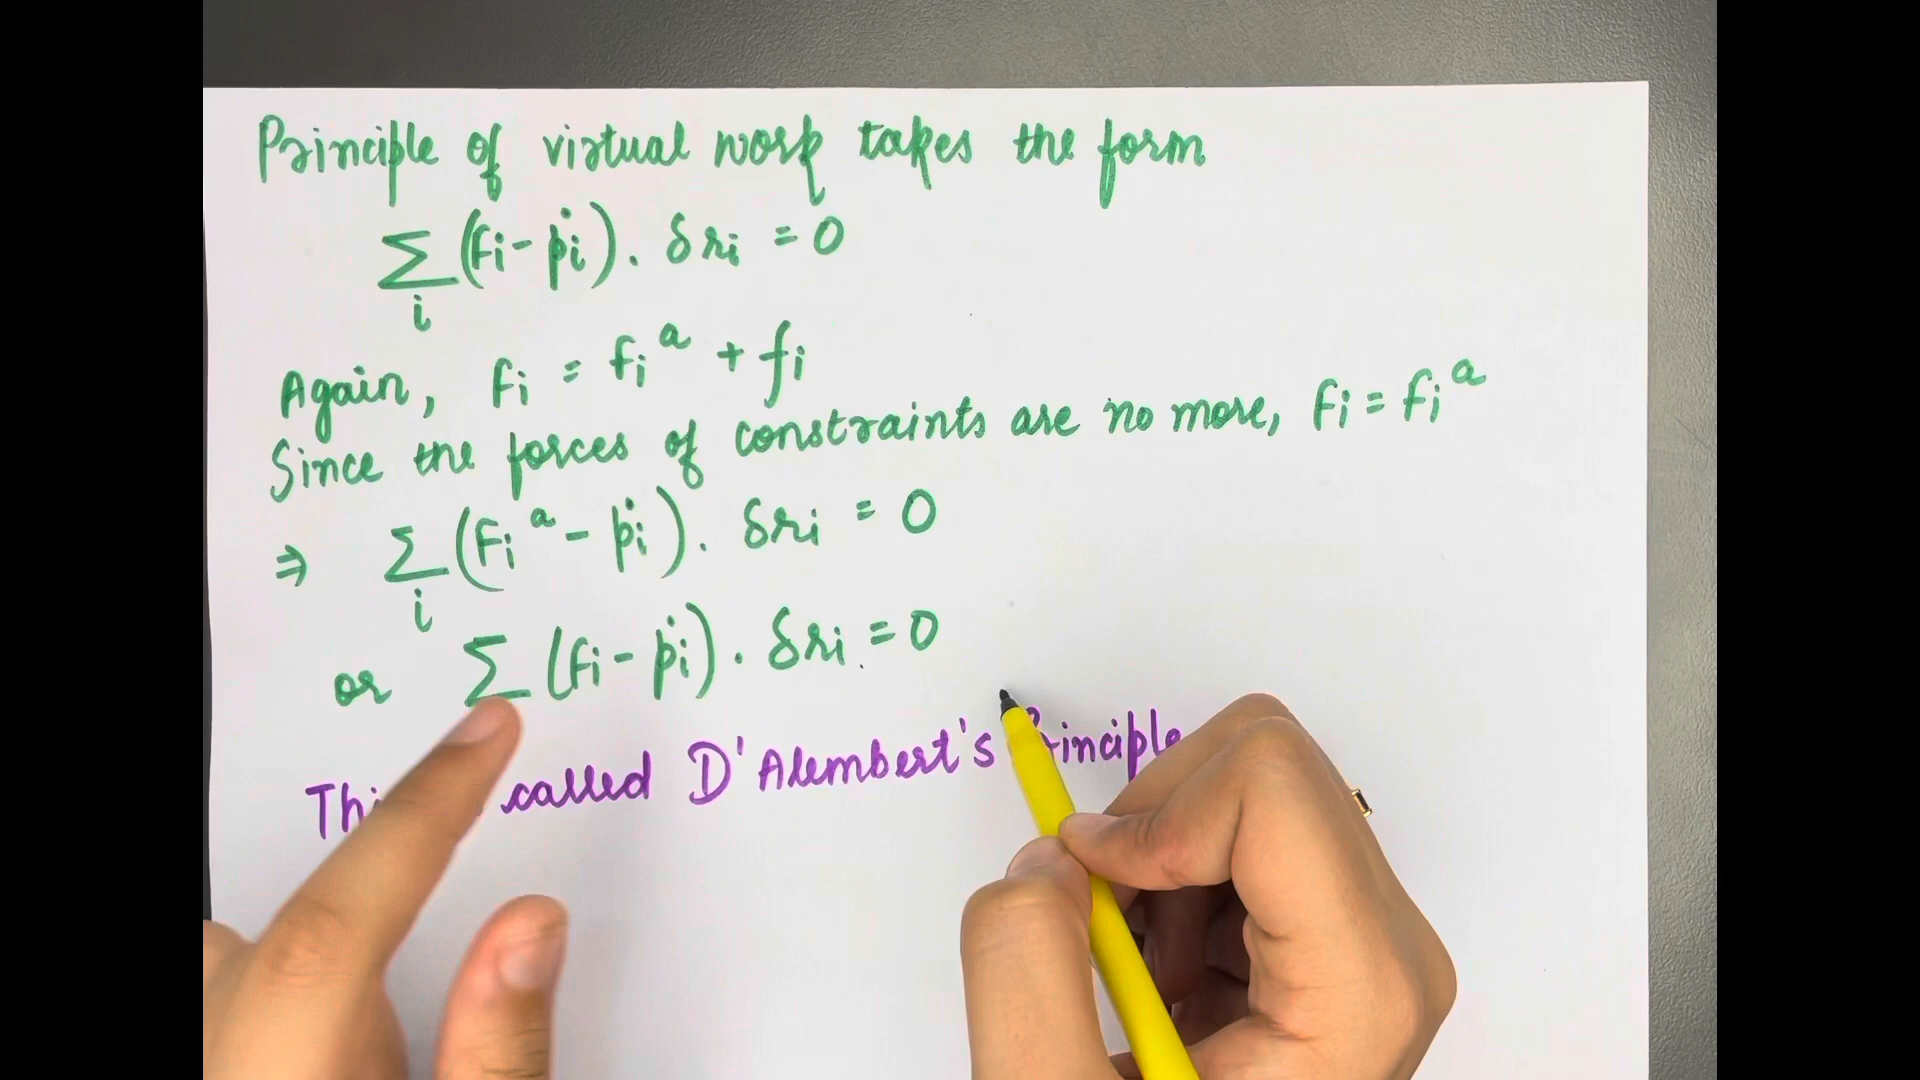 Principle of virtual work takes the form
∑i (Fi - ṗi) . δri = 0
Again, Fi = Fi^a + fi
Since the forces of constraints are no more, Fi = Fi^a
⇒ ∑i (Fi^a - ṗi) . δri = 0
or ∑ (Fi - ṗi) . δri = 0
called D'Alembert's Principle